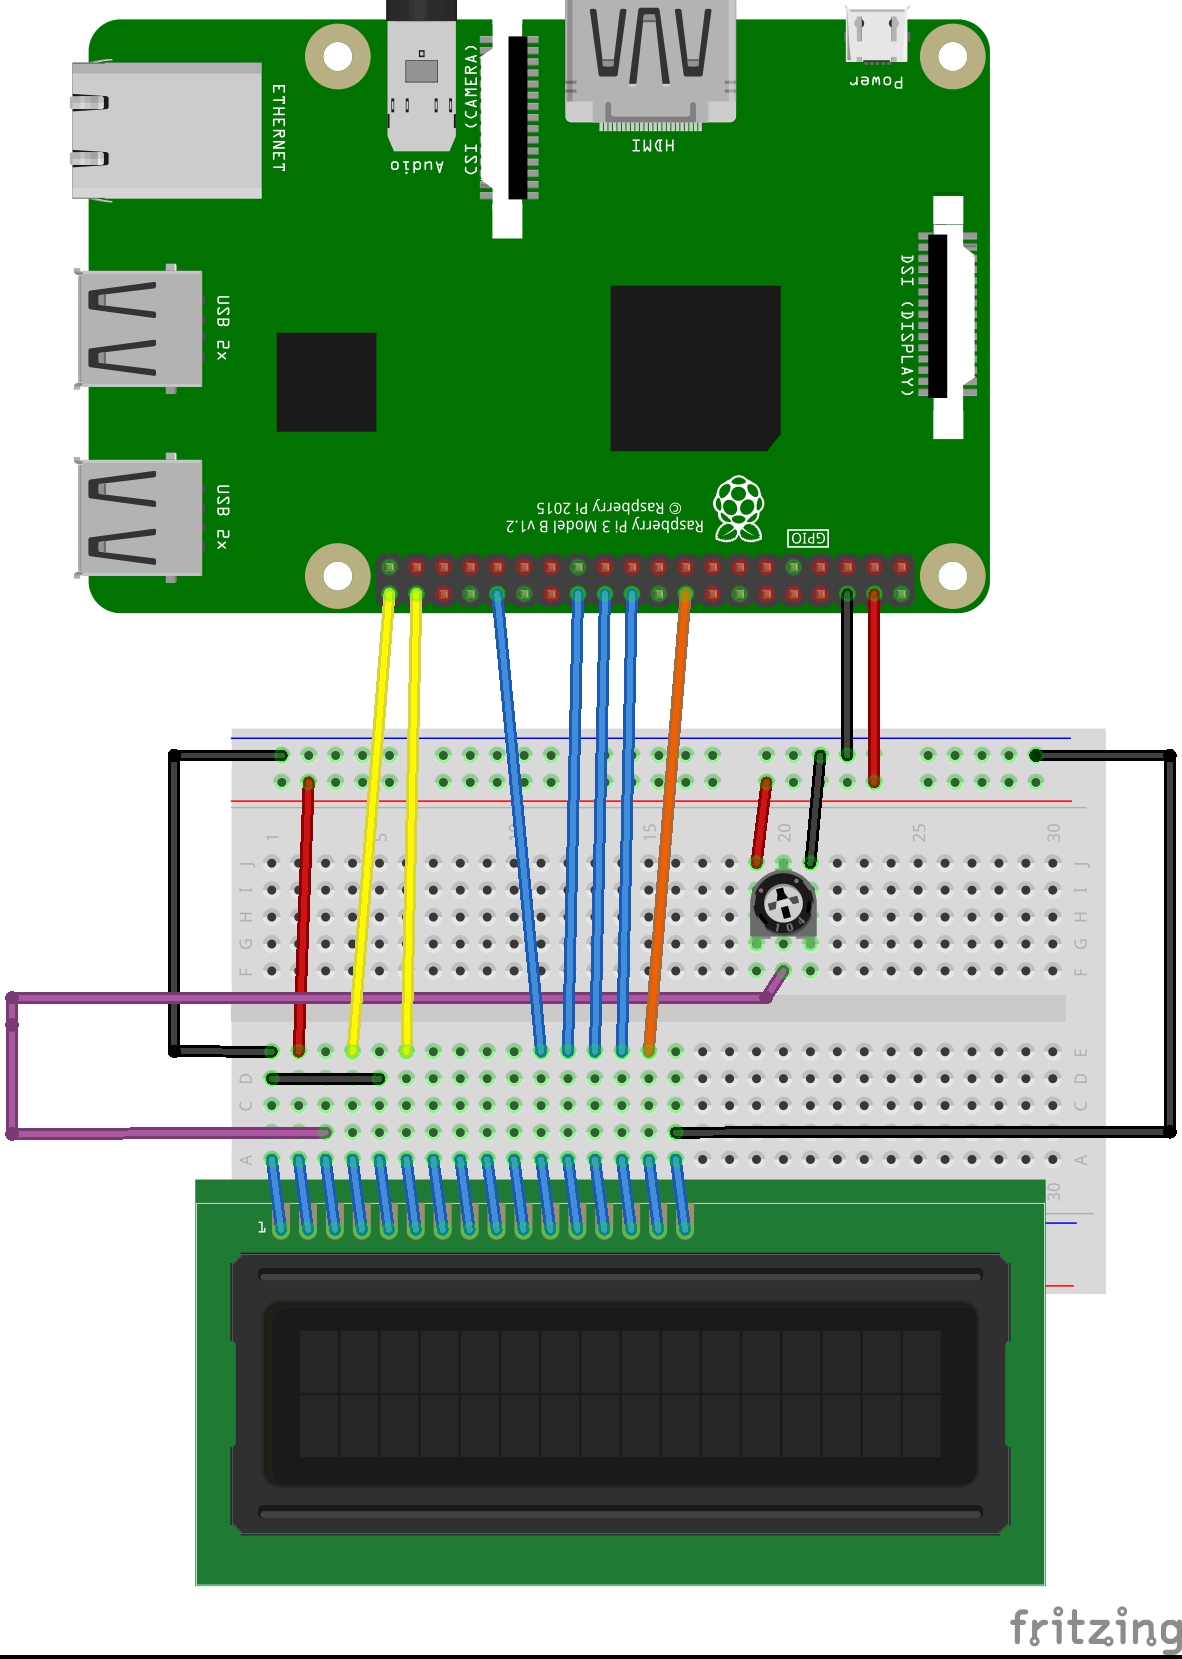 ETHERNET
Audio
CSI (CAMERA)
HDMI
Power
DSI (DISPLAY)
USB 2x
USB 2x
© Raspberry Pi 2015
Raspberry Pi 3 Model B v1.2
GPIO
1
5
10
15
20
25
30
J
J
I
I
H
H
G
G
F
F
104
E
D
D
C
C
A
A
30
1
fritzing